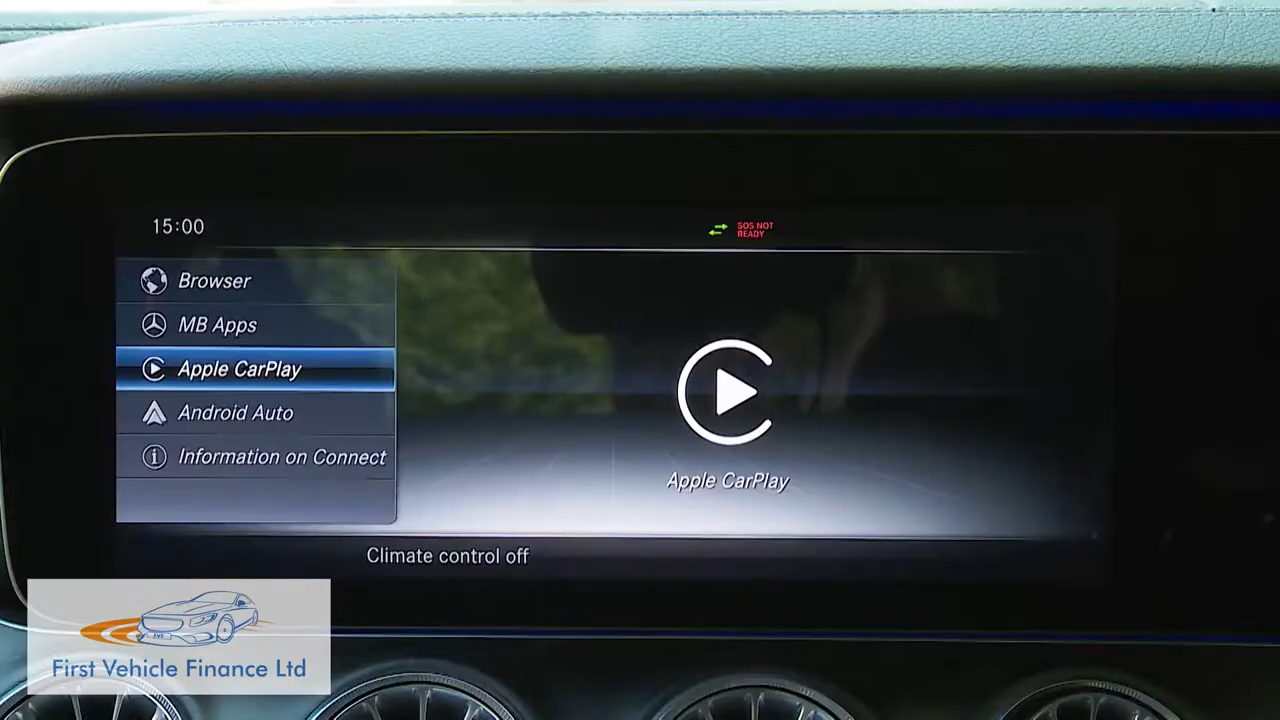 15:00
SOS NOT
READY
Browser
MB Apps
Apple CarPlay
Android Auto
Information on Connect
Apple CarPlay
Climate control off
First Vehicle Finance Ltd